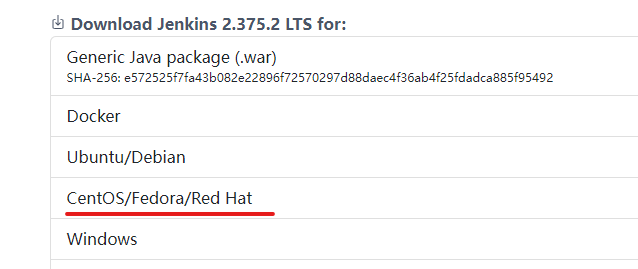 Download Jenkins 2.375.2 LTS for:
Generic Java package (.war)
SHA-256: e572525f7fa43b082e22896f72570297d88daec4f36ab4f25fdadca885f95492
Docker
Ubuntu/Debian
CentOS/Fedora/Red Hat
Windows